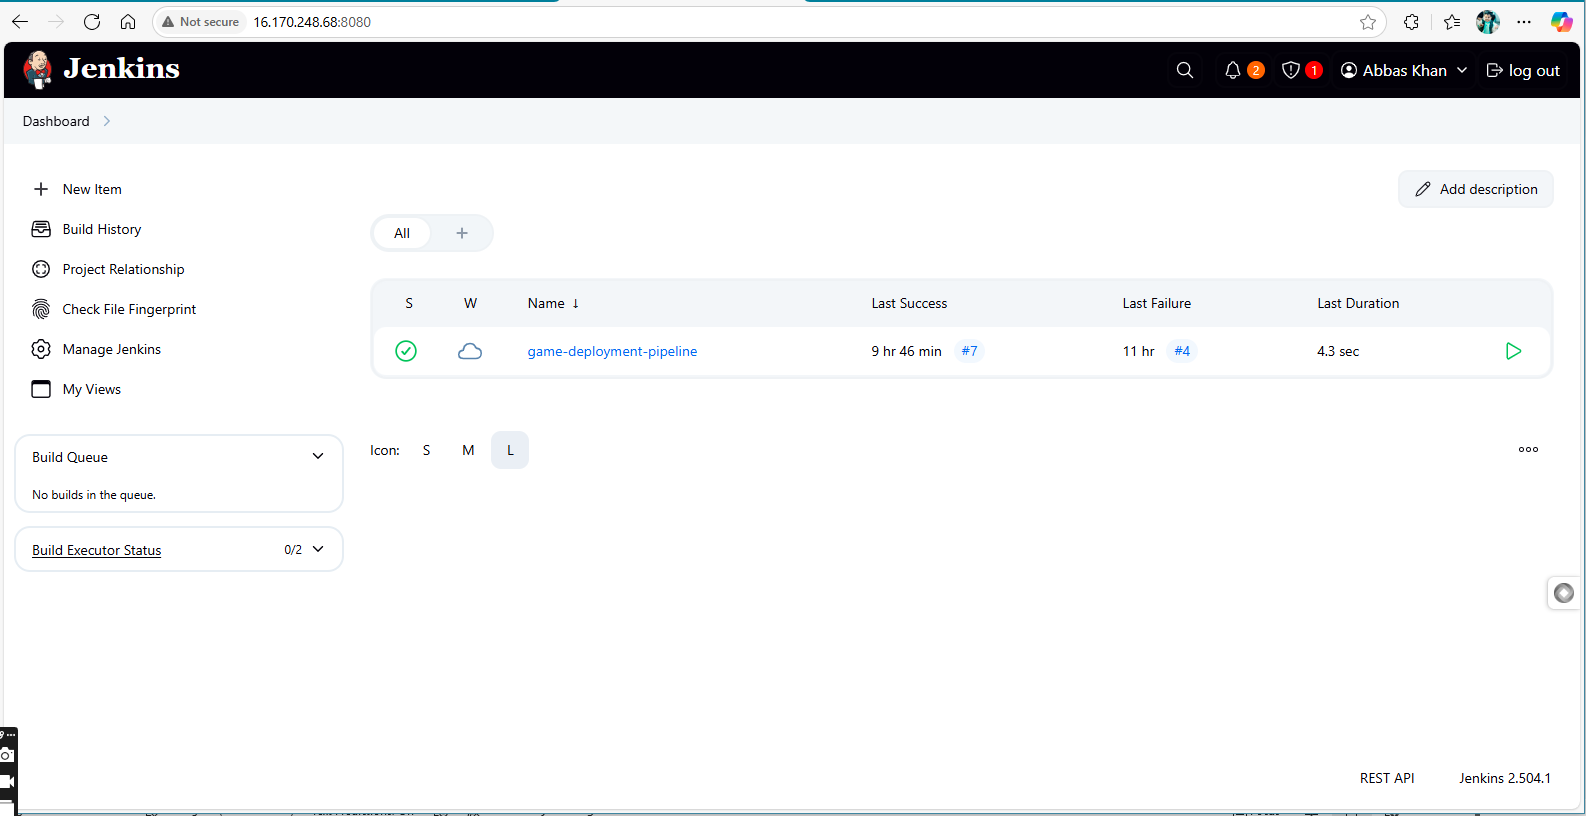 Not secure 16.170.248.68:8080
Jenkins
2 1 Abbas Khan log out
Dashboard
New Item
Build History
Project Relationship
Check File Fingerprint
Manage Jenkins
My Views
Build Queue
No builds in the queue.
Build Executor Status 0/2
Add description
All
S W Name ↓ Last Success Last Failure Last Duration
game-deployment-pipeline 9 hr 46 min #7 11 hr #4 4.3 sec
Icon: S M L
REST API Jenkins 2.504.1